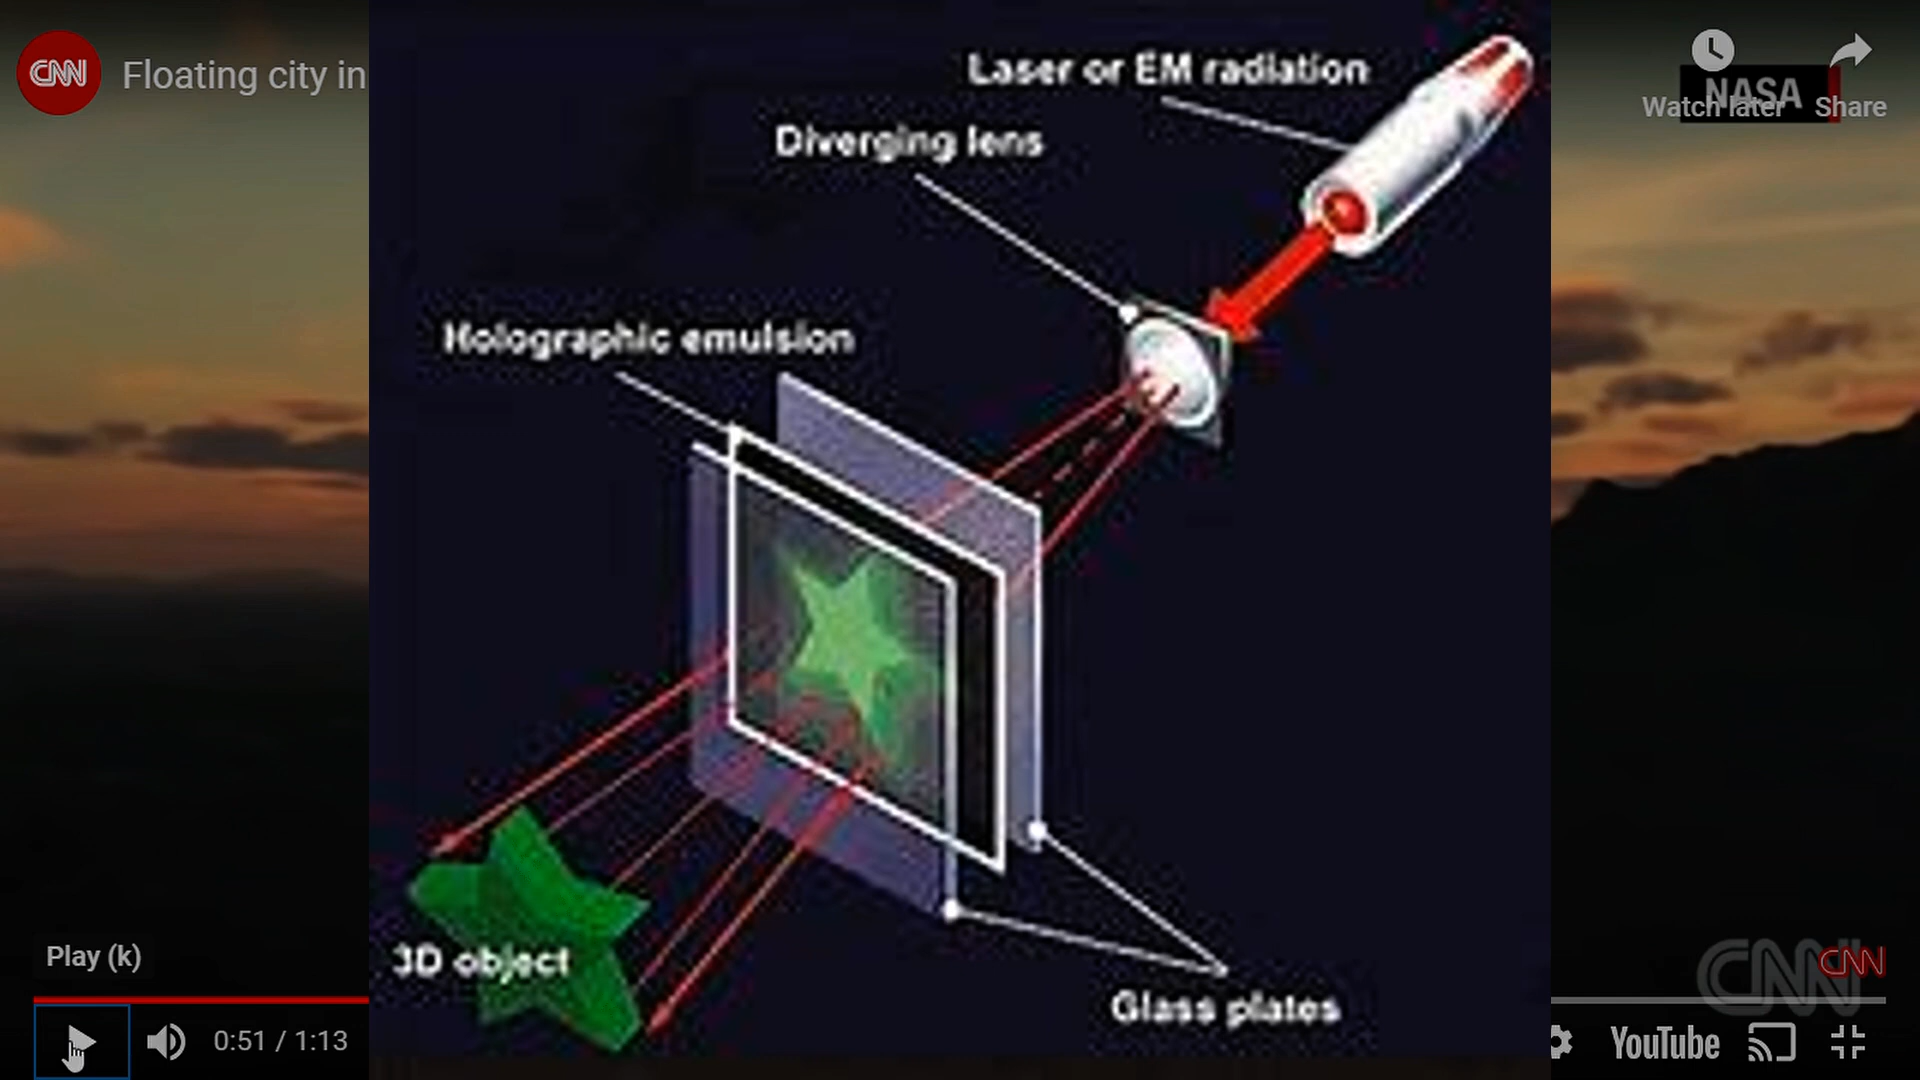 CNN
Floating city in
Laser or EM radiation
NASA
Watch later
Share
Diverging lens
Holographic emulsion
3D object
Glass plates
Play (k)
CNN
CNN
0:51 / 1:13
YouTube